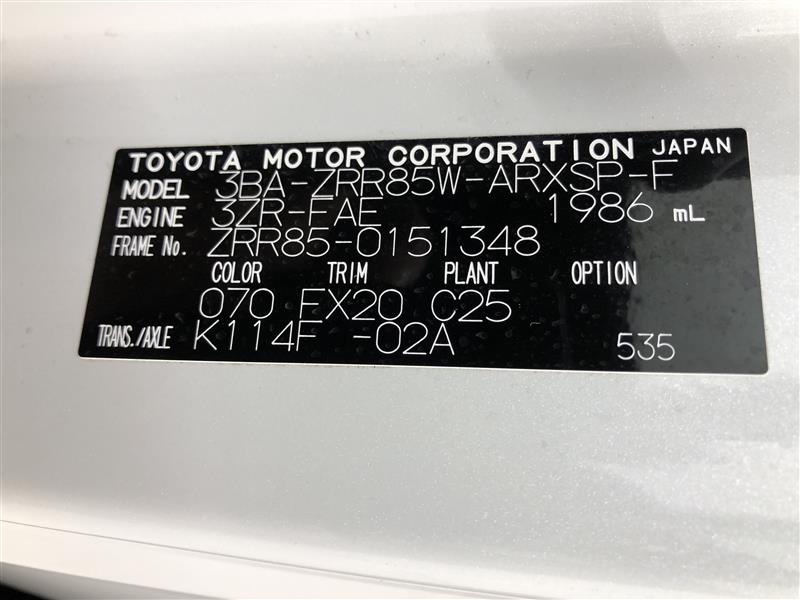 TOYOTA MOTOR CORPORATION JAPAN
MODEL 3BA-ZRR85W-ARXSP-F
ENGINE 3ZR-FAE 1986 mL
FRAME No. ZRR85-0151348
COLOR TRIM PLANT OPTION
070 FX20 C25
TRANS./AXLE K114F -02A 535